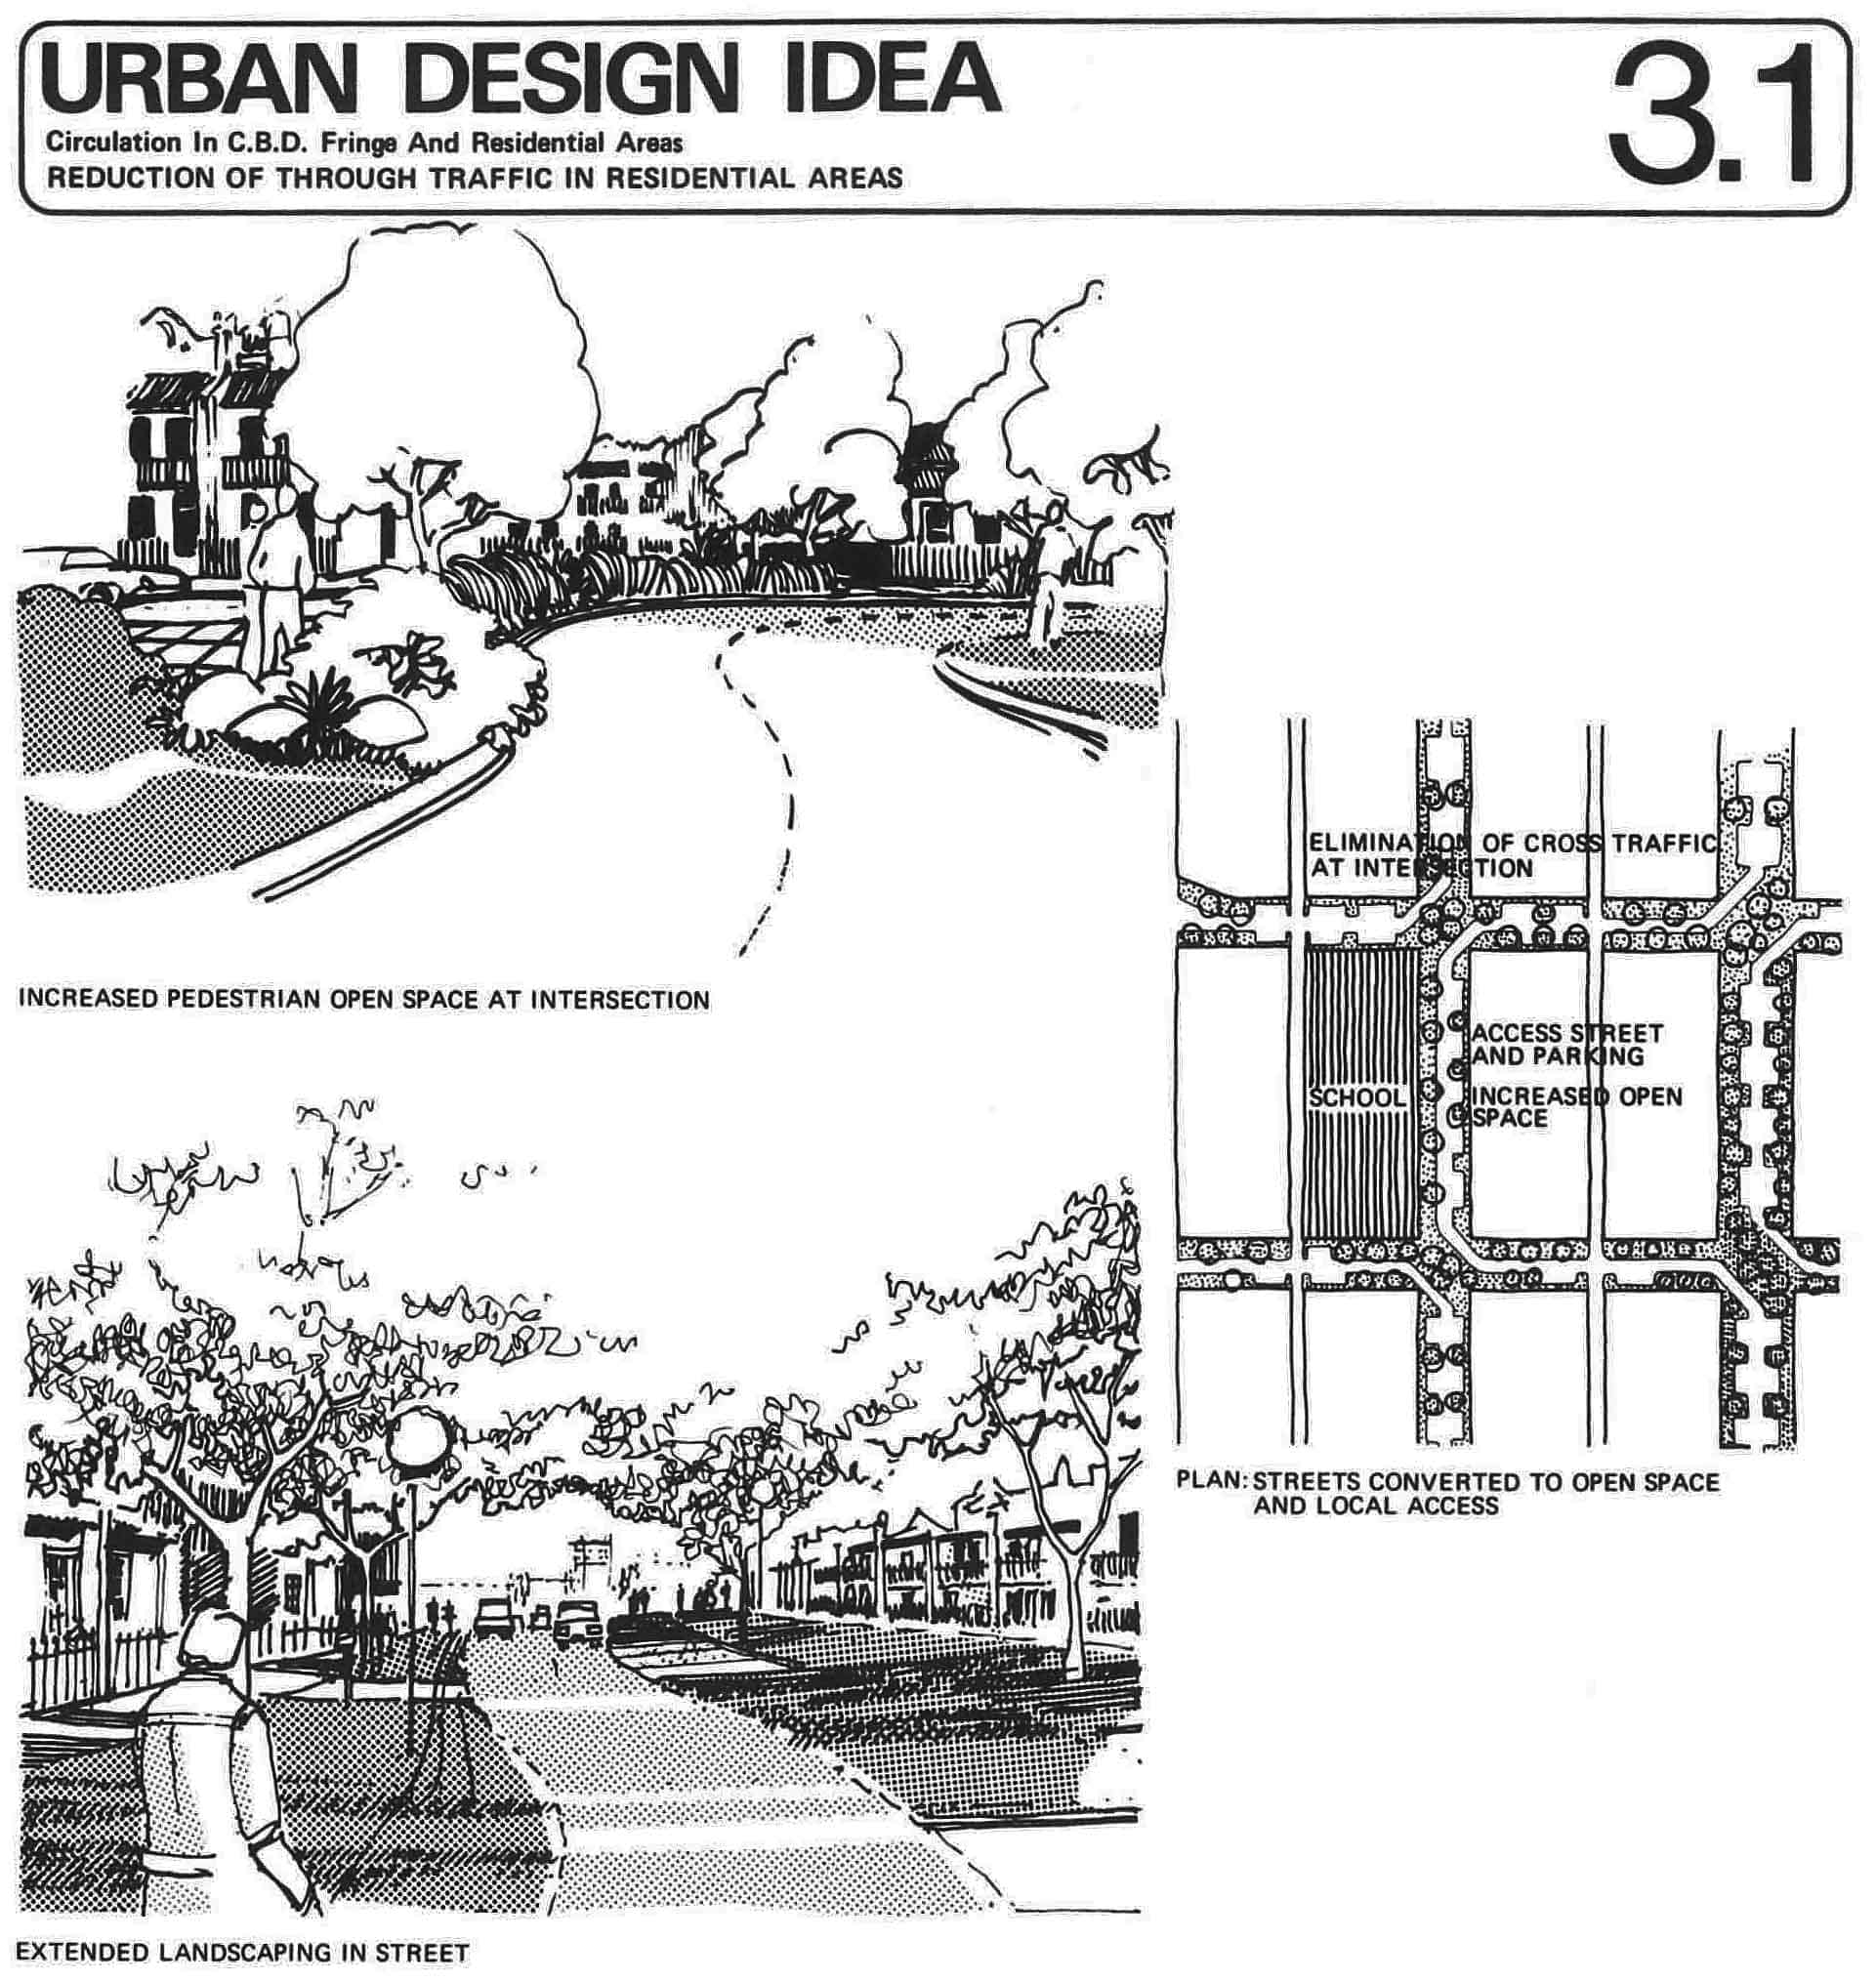 URBAN DESIGN IDEA
3.1
Circulation In C.B.D. Fringe And Residential Areas
REDUCTION OF THROUGH TRAFFIC IN RESIDENTIAL AREAS
INCREASED PEDESTRIAN OPEN SPACE AT INTERSECTION
ELIMINATION OF CROSS TRAFFIC
AT INTERSECTION
ACCESS STREET
AND PARKING
SCHOOL
INCREASED OPEN
SPACE
PLAN: STREETS CONVERTED TO OPEN SPACE
AND LOCAL ACCESS
EXTENDED LANDSCAPING IN STREET